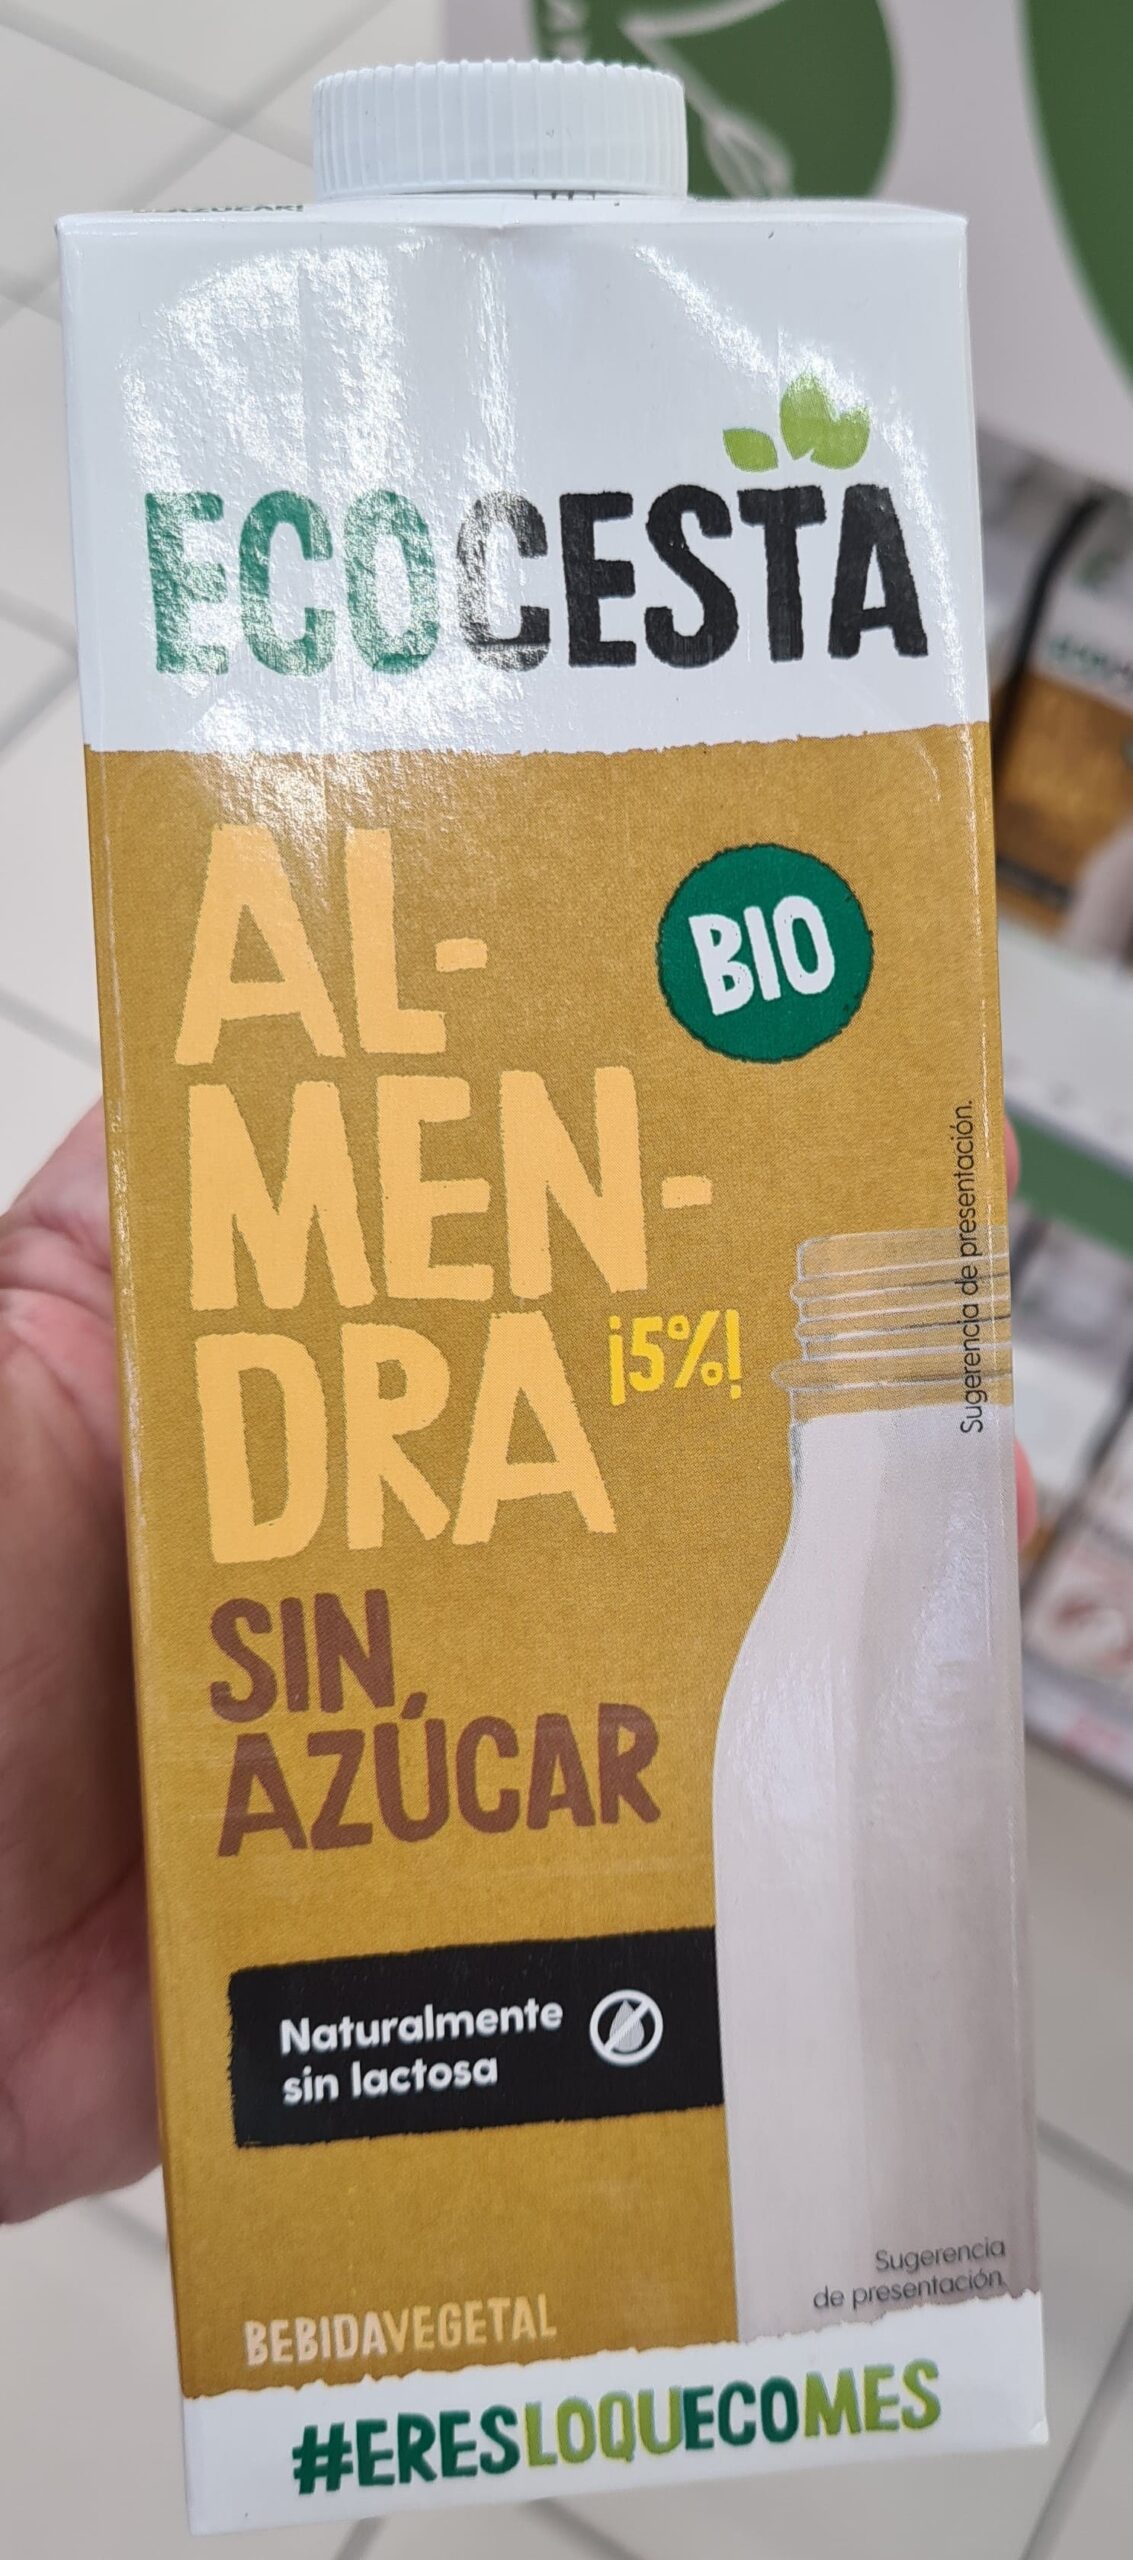 AZÚCAR!
ECOCESTA
AL-
MEN-
DRA
¡5%!
BIO
Sugerencia de presentación.
SIN
AZÚCAR
Naturalmente
sin lactosa
Sugerencia
de presentación.
BEBIDAVEGETAL
#ERESLOQUECOMES